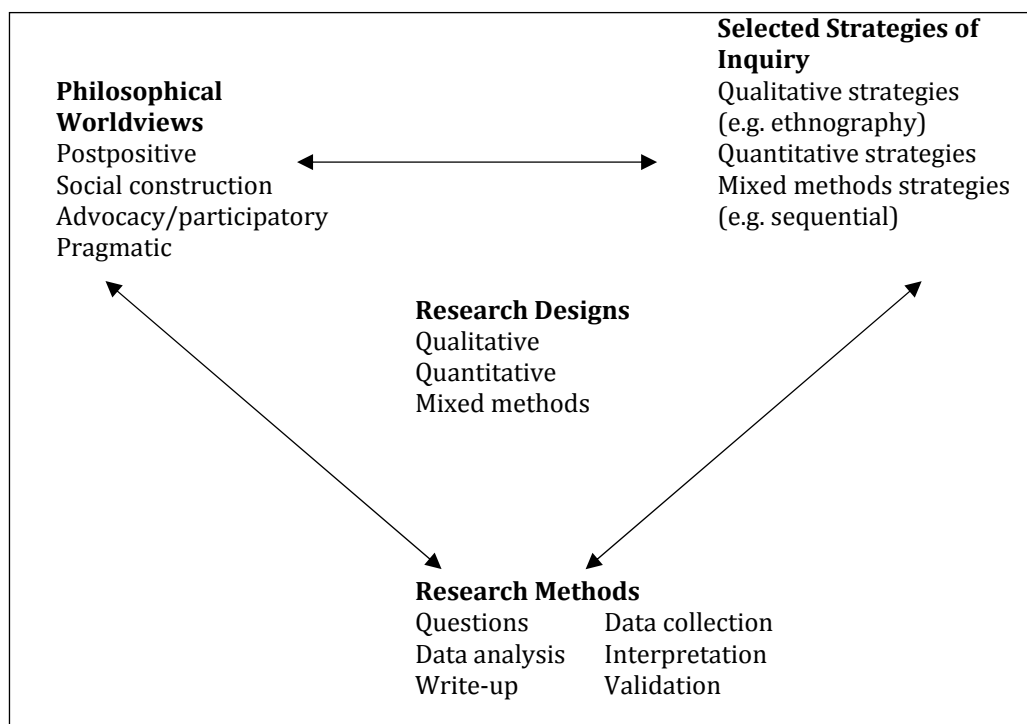 Philosophical
Worldviews
Postpositive
Social construction
Advocacy/participatory
Pragmatic
Selected Strategies of
Inquiry
Qualitative strategies
(e.g. ethnography)
Quantitative strategies
Mixed methods strategies
(e.g. sequential)
Research Designs
Qualitative
Quantitative
Mixed methods
Research Methods
Questions Data collection
Data analysis Interpretation
Write-up Validation